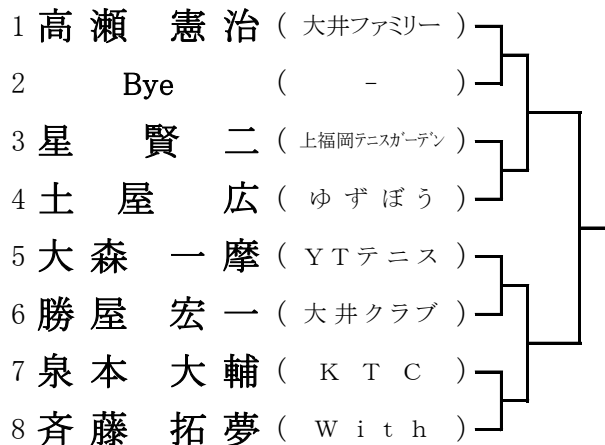 1 高瀬 憲治 ( 大井ファミリー )
2 Bye ( - )
3 星 賢二 ( 上福岡テニスガーデン )
4 土屋 広 ( ゆずぼう )
5 大森 一摩 ( YTテニス )
6 勝屋 宏一 ( 大井クラブ )
7 泉本 大輔 ( KTC )
8 斉藤 拓夢 ( With )